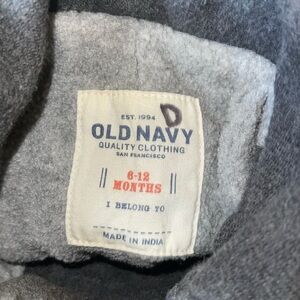 EST. 1994
D
OLD NAVY
QUALITY CLOTHING
SAN FRANCISCO
6-12
MONTHS
I BELONG TO
MADE IN INDIA